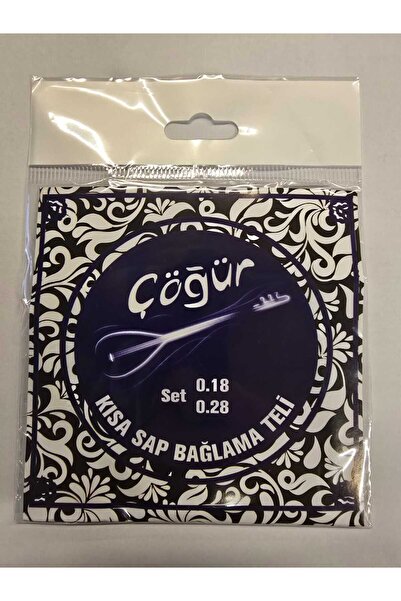 Çöğür
Set 0.18
0.28
KISA SAP BAĞLAMA TELİ